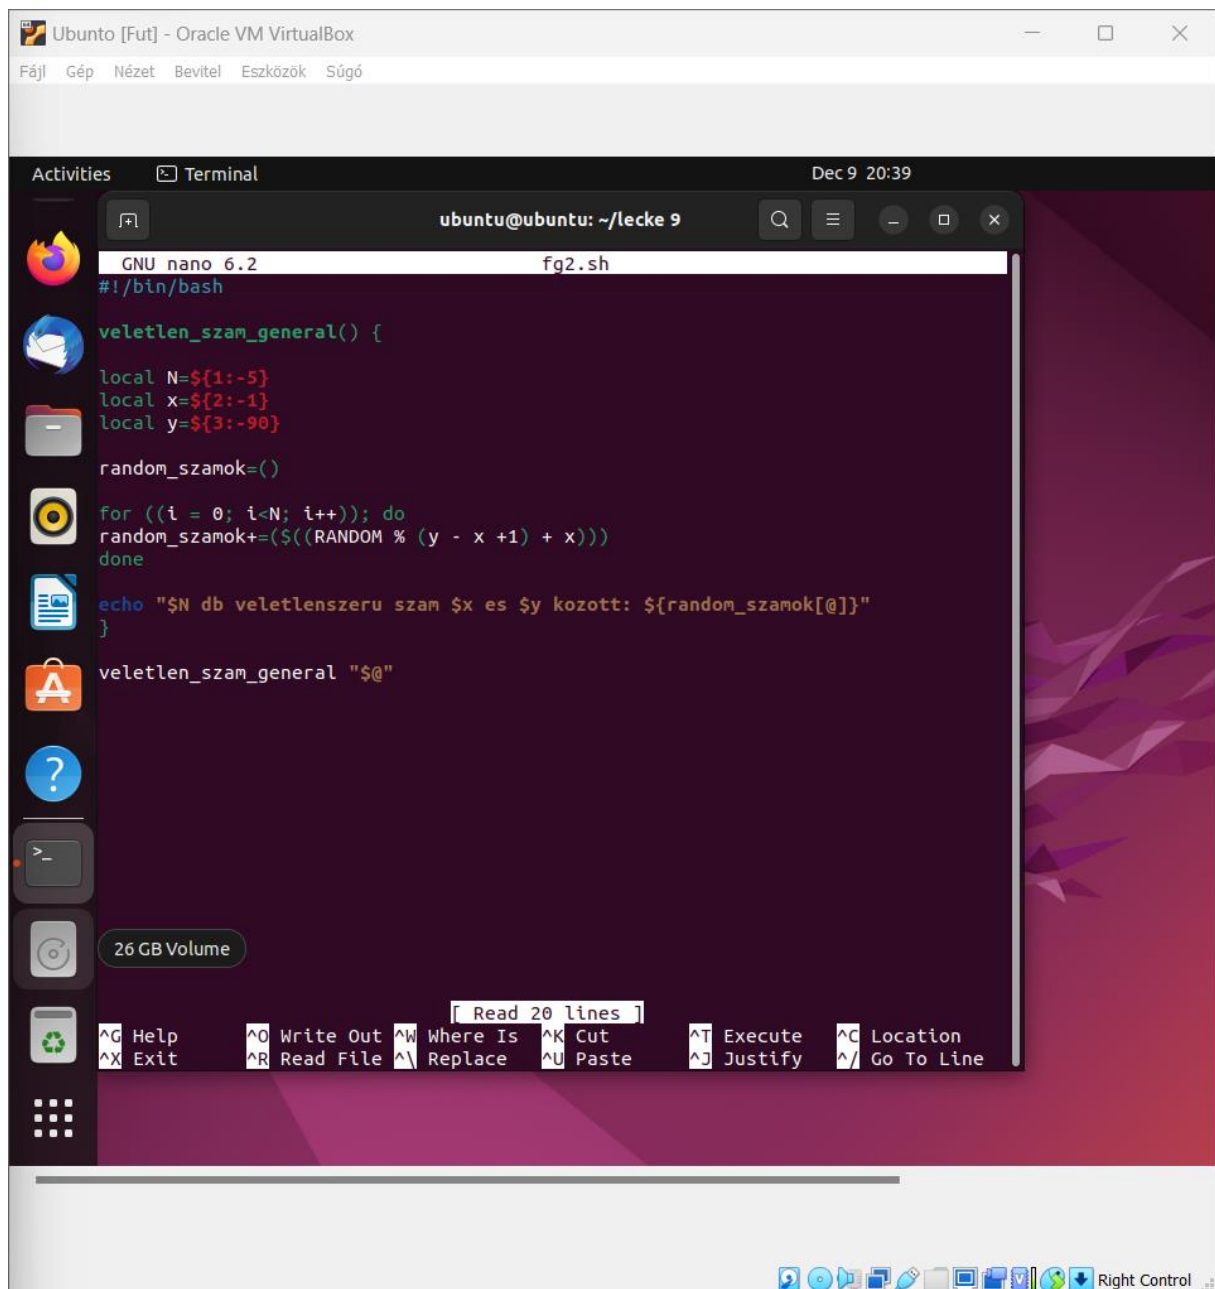 Ubunto [Fut] - Oracle VM VirtualBox
Fájl Gép Nézet Bevitel Eszközök Súgó
Activities Terminal Dec 9 20:39
ubuntu@ubuntu: ~/lecke 9
GNU nano 6.2 fg2.sh
#!/bin/bash
veletlen_szam_general() {
local N=${1:-5}
local x=${2:-1}
local y=${3:-90}
random_szamok=()
for ((i = 0; i<N; i++)); do
random_szamok+=($((RANDOM % (y - x +1) + x)))
done
echo "$N db veletlenszeru szam $x es $y kozott: ${random_szamok[@]}"
}
veletlen_szam_general "$@"
26 GB Volume
[ Read 20 lines ]
^G Help ^O Write Out ^W Where Is ^K Cut ^T Execute ^C Location
^X Exit ^R Read File ^\ Replace ^U Paste ^J Justify ^/ Go To Line
Right Control